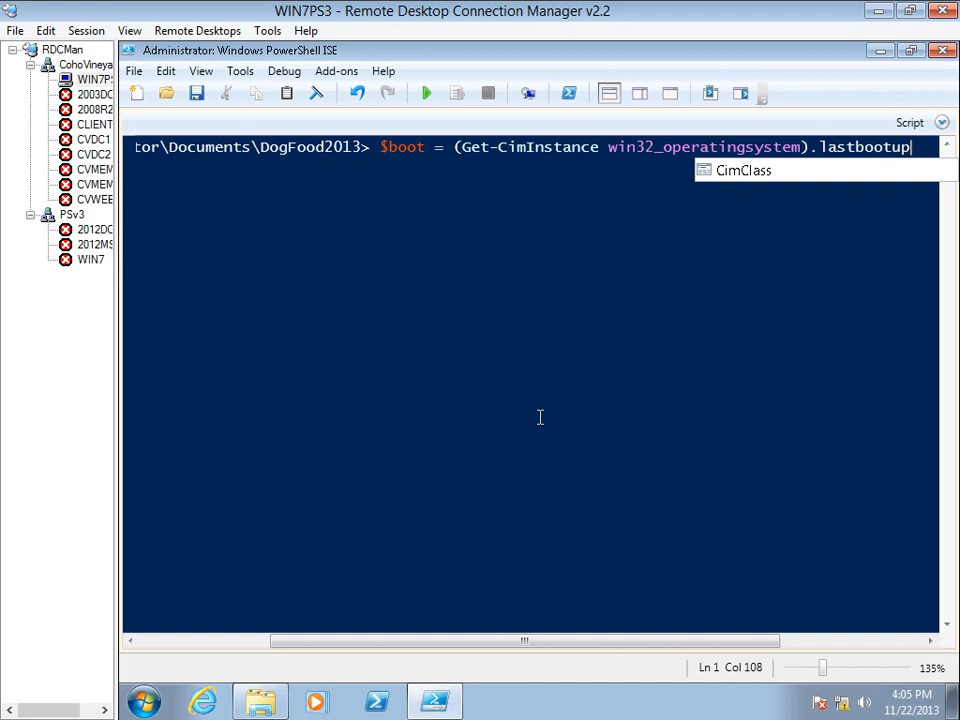 WIN7PS3 - Remote Desktop Connection Manager v2.2
File Edit Session View Remote Desktops Tools Help
RDCMan
CohoVineya
WIN7PS
2003DC
2008R2
CLIENT
CVDC1
CVDC2
CVMEM
CVMEM
CVWEE
PSv3
2012DC
2012MS
WIN7
Administrator: Windows PowerShell ISE
File Edit View Tools Debug Add-ons Help
Script
tor\Documents\DogFood2013> $boot = (Get-CimInstance win32_operatingsystem).lastbootup
CimClass
Ln 1 Col 108 135%
4:05 PM
11/22/2013